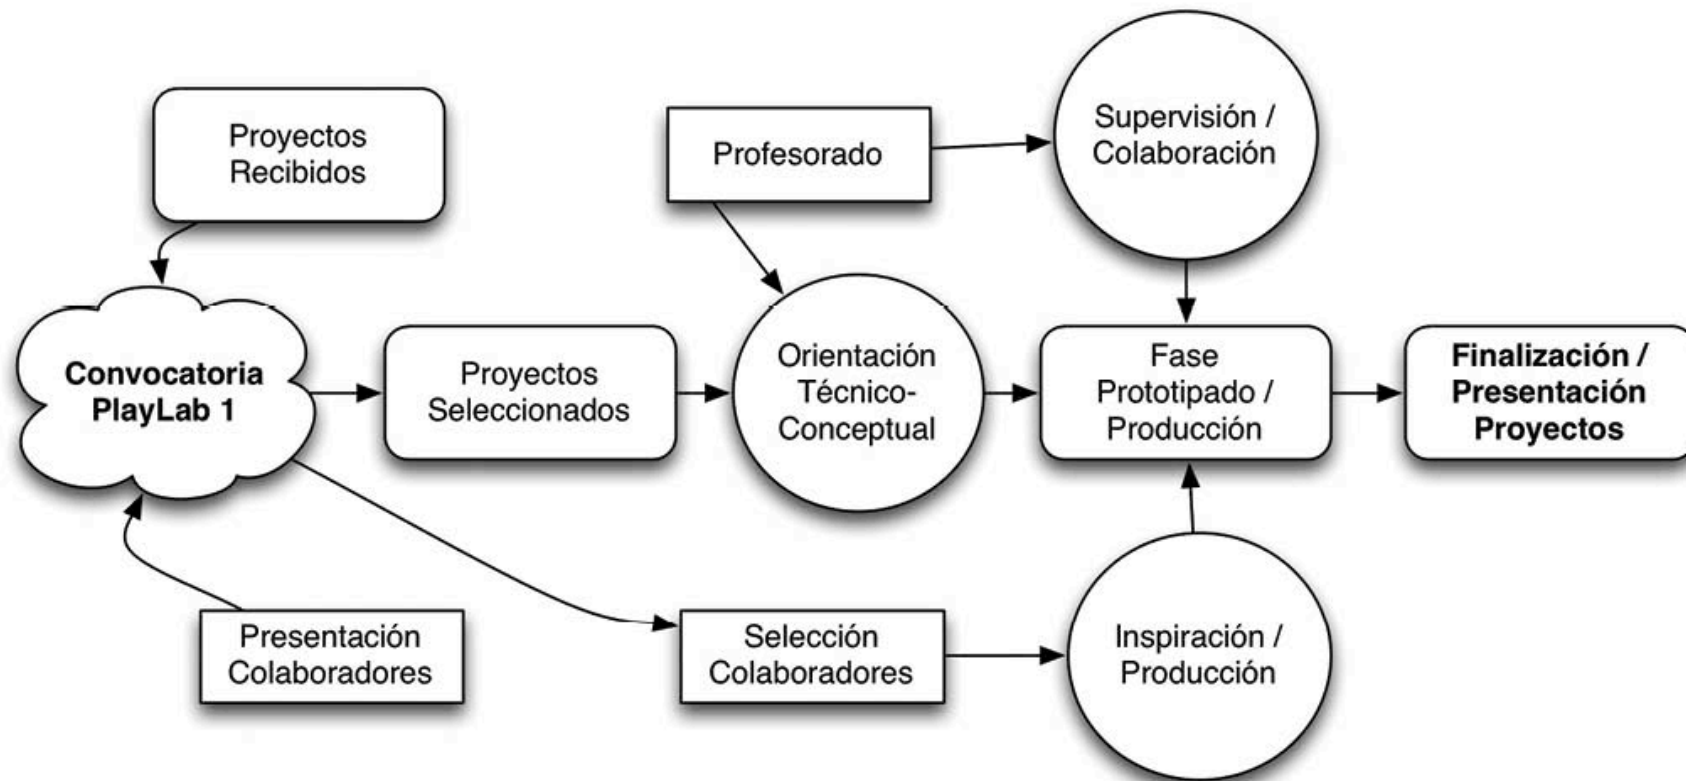 Proyectos
Recibidos
Profesorado
Supervisión /
Colaboración
Convocatoria
PlayLab 1
Proyectos
Seleccionados
Orientación
Técnico-
Conceptual
Fase
Prototipado /
Producción
Finalización /
Presentación
Proyectos
Presentación
Colaboradores
Selección
Colaboradores
Inspiración /
Producción